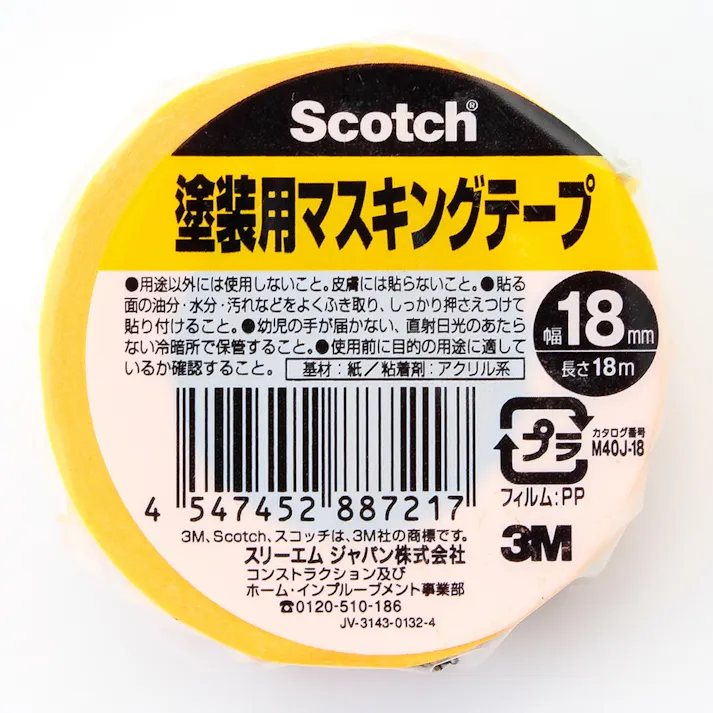 Scotch®
塗装用マスキングテープ
●用途以外には使用しないこと。皮膚には貼らないこと。●貼る
面の油分・水分・汚れなどをよくふき取り、しっかり押さえつけて
貼り付けること。●幼児の手が届かない、直射日光のあたら
ない冷暗所で保管すること。●使用前に目的の用途に適して
いるか確認すること。 基材：紙／粘着剤：アクリル系
幅18mm
長さ18m
プラ
フィルム：PP
カタログ番号
M40J-18
4 547452 887217
3M、Scotch、スコッチは、3M社の商標です。
スリーエム ジャパン株式会社
コンストラクション及び
ホーム・インプルーブメント事業部
☎0120-510-186
JV-3143-0132-4
3M